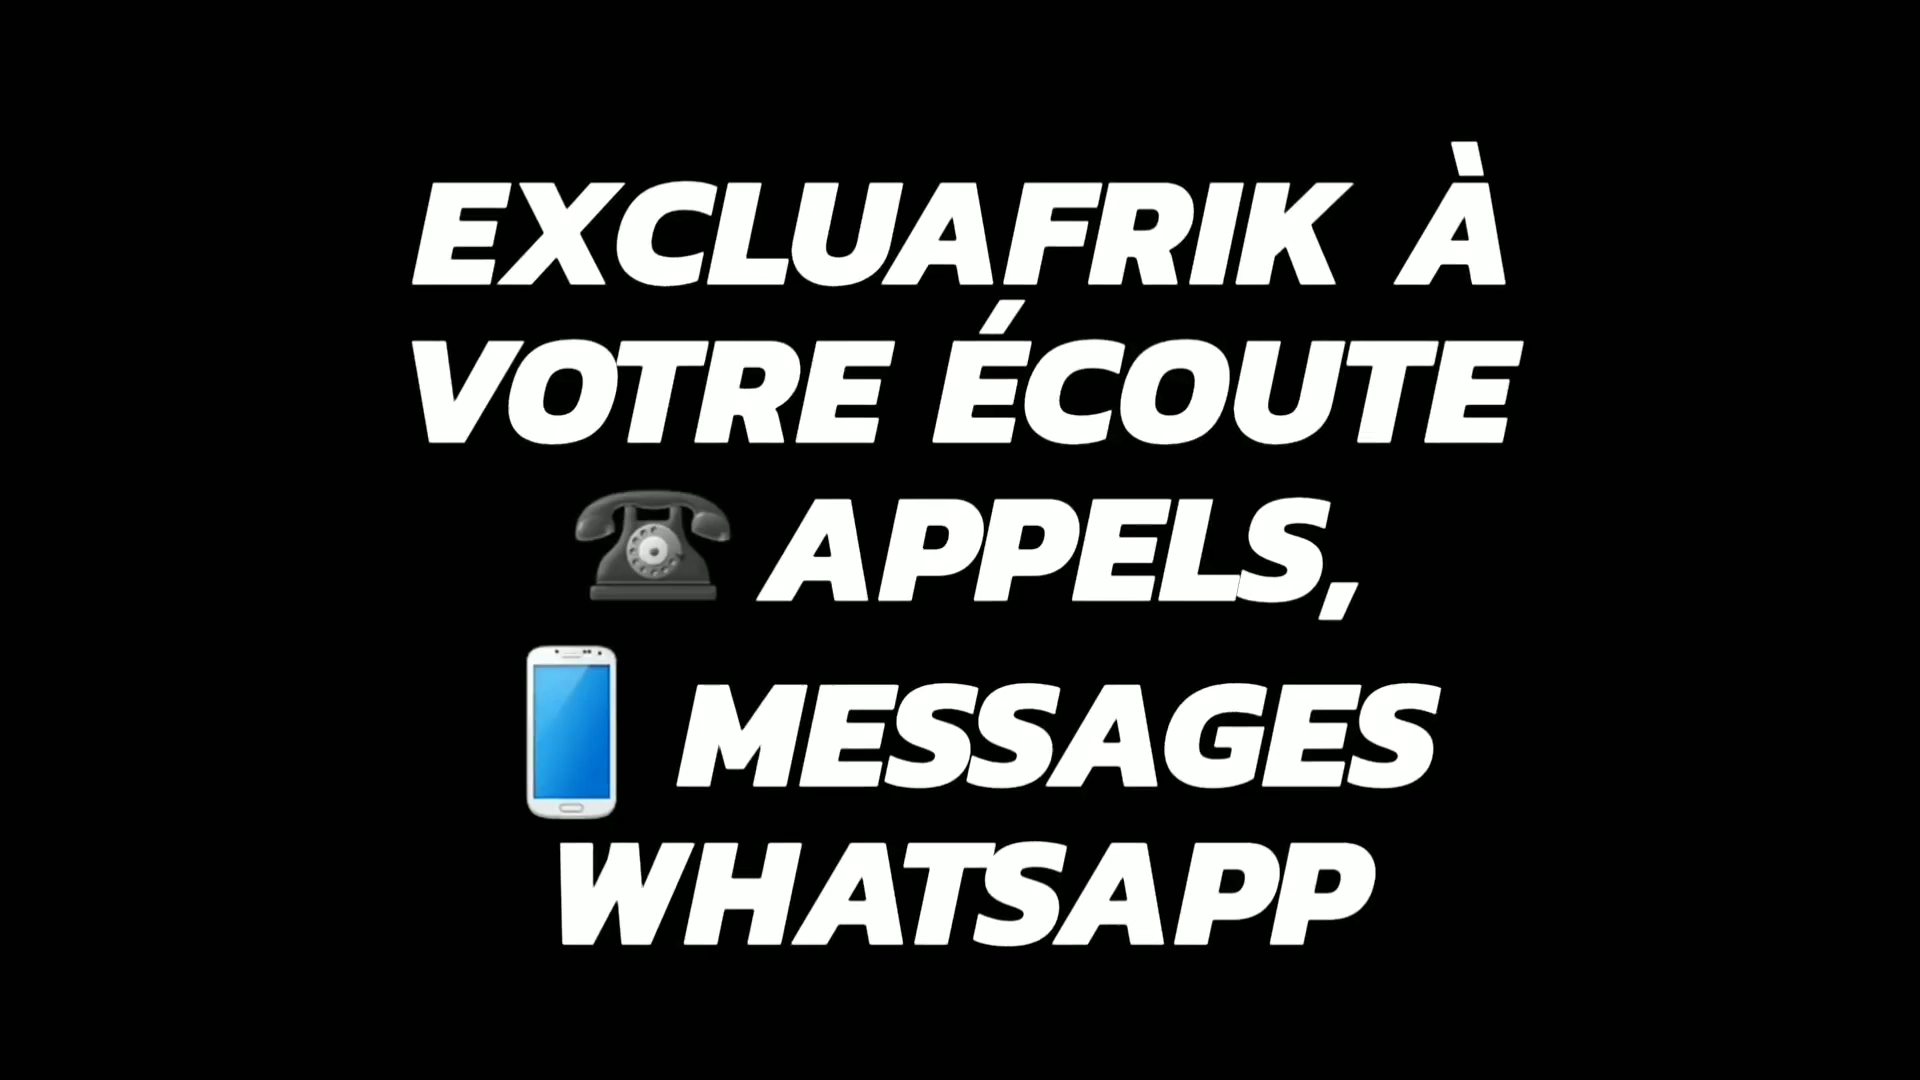 EXCLUAFRIK À
VOTRE ÉCOUTE
APPELS,
MESSAGES
WHATSAPP